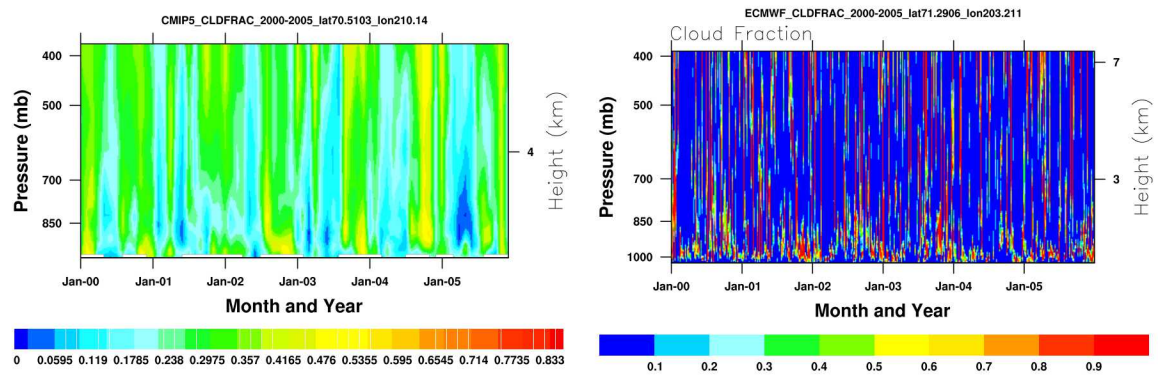 CMIP5_CLDFRAC_2000-2005_lat70.5103_lon210.14
400
500
700
850
Pressure (mb)
4
Height (km)
Jan-00 Jan-01 Jan-02 Jan-03 Jan-04 Jan-05
Month and Year
0 0.0595 0.119 0.1785 0.238 0.2975 0.357 0.4165 0.476 0.5355 0.595 0.6545 0.714 0.7735 0.833
ECMWF_CLDFRAC_2000-2005_lat71.2906_lon203.211
Cloud Fraction
400
500
700
850
1000
Pressure (mb)
7
3
Height (km)
Jan-00 Jan-01 Jan-02 Jan-03 Jan-04 Jan-05
Month and Year
0.1 0.2 0.3 0.4 0.5 0.6 0.7 0.8 0.9